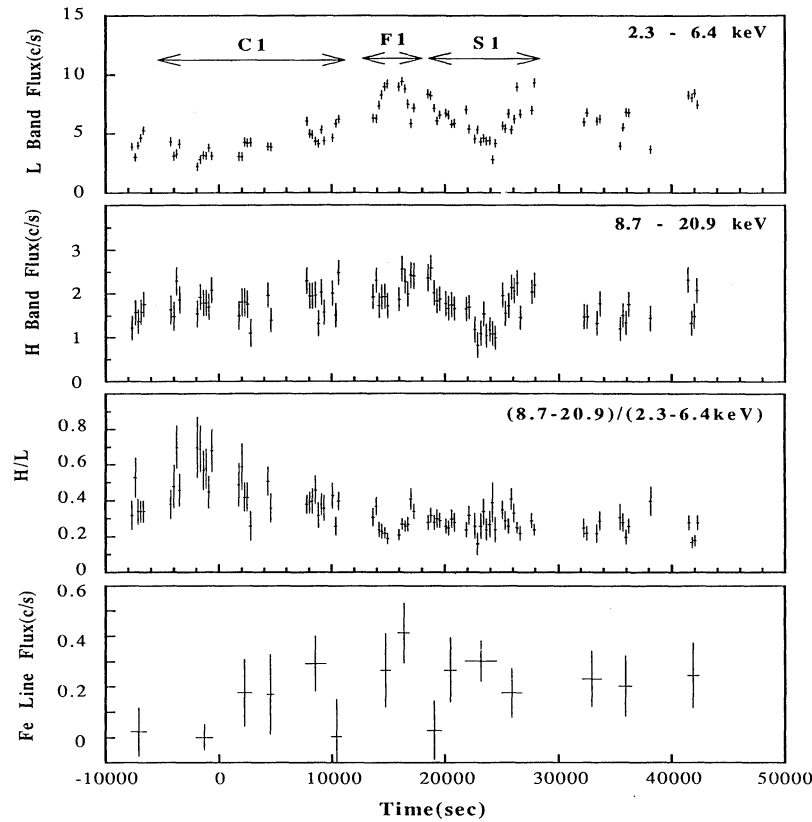 15
C1
F1
S1
2.3 - 6.4 keV
10
5
0
L Band Flux(c/s)
8.7 - 20.9 keV
3
2
1
0
H Band Flux(c/s)
(8.7-20.9)/(2.3-6.4keV)
0.8
0.6
0.4
0.2
0
H/L
0.6
0.4
0.2
0
Fe Line Flux(c/s)
-10000 0 10000 20000 30000 40000 50000
Time(sec)